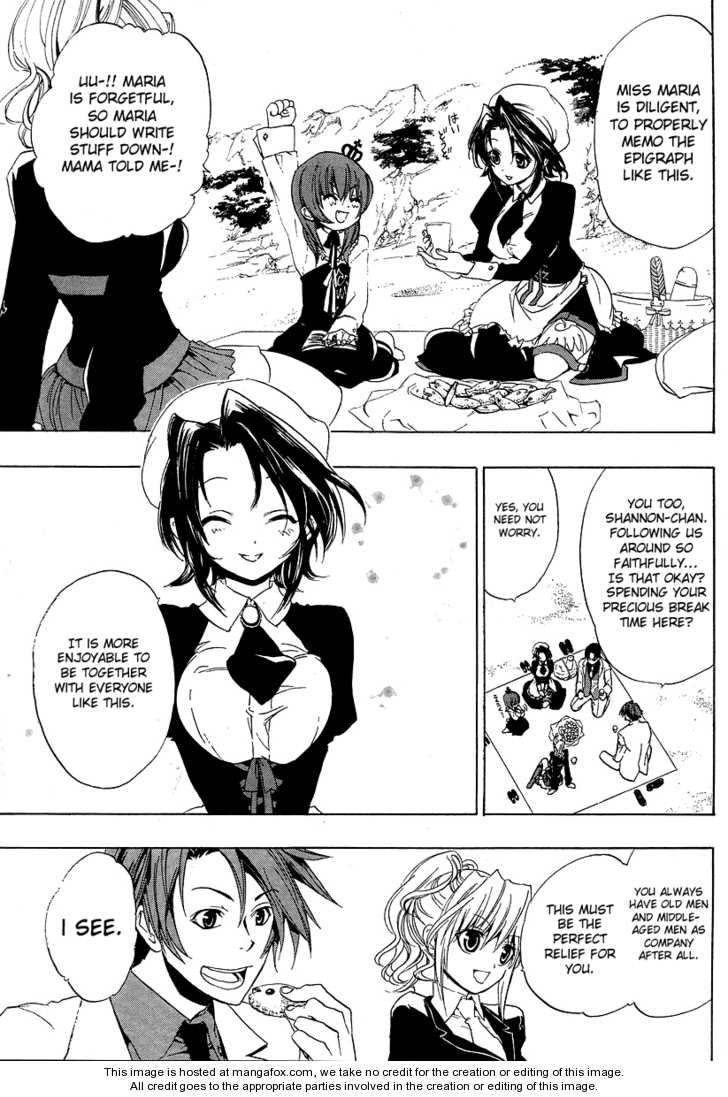 MISS MARIA
IS DILIGENT,
TO PROPERLY
MEMO THE
EPIGRAPH
LIKE THIS.
はーい
UU-!! MARIA
IS FORGETFUL,
SO MARIA
SHOULD WRITE
STUFF DOWN-!
MAMA TOLD ME-!
YOU TOO,
SHANNON-CHAN.
FOLLOWING US
AROUND SO
FAITHFULLY...
IS THAT OKAY?
SPENDING YOUR
PRECIOUS BREAK
TIME HERE?
YES, YOU
NEED NOT
WORRY.
IT IS MORE
ENJOYABLE TO
BE TOGETHER
WITH EVERYONE
LIKE THIS.
YOU ALWAYS
HAVE OLD MEN
AND MIDDLE-
AGED MEN AS
COMPANY
AFTER ALL.
THIS MUST
BE THE
PERFECT
RELIEF FOR
YOU.
I SEE.
This image is hosted at mangafox.com, we take no credit for the creation or editing of this image.
All credit goes to the appropriate parties involved in the creation or editing of this image.